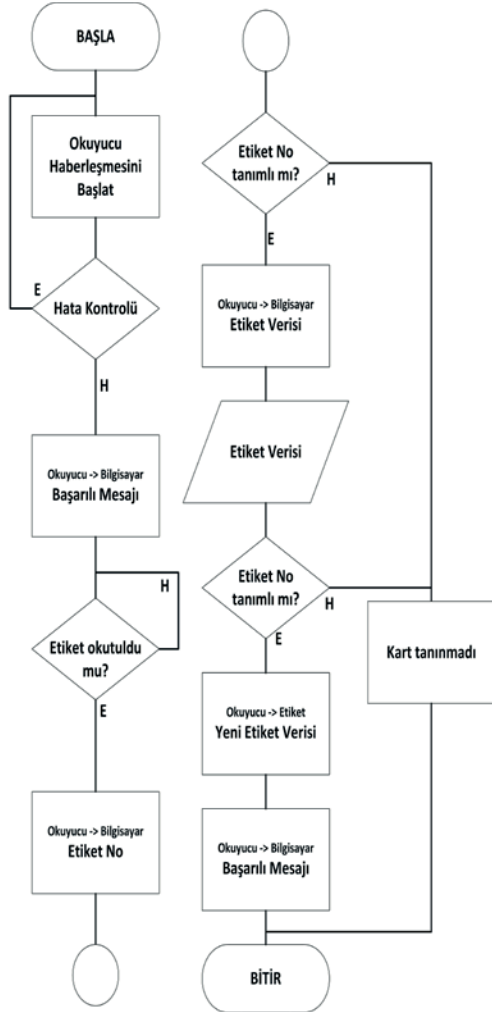 BAŞLA
Okuyucu
Haberleşmesini
Başlat
E
Hata Kontrolü
H
Okuyucu -> Bilgisayar
Başarılı Mesajı
H
Etiket okutuldu
mu?
E
Okuyucu -> Bilgisayar
Etiket No
Etiket No
tanımlı mı?
H
E
Okuyucu -> Bilgisayar
Etiket Verisi
Etiket Verisi
Etiket No
tanımlı mı?
H
E
Kart tanınmadı
Okuyucu -> Etiket
Yeni Etiket Verisi
Okuyucu -> Bilgisayar
Başarılı Mesajı
BİTİR